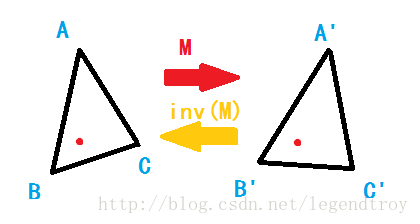 A
M
A'
inv(M)
B
C
B'
C'
http://blog.csdn.net/legendtroy